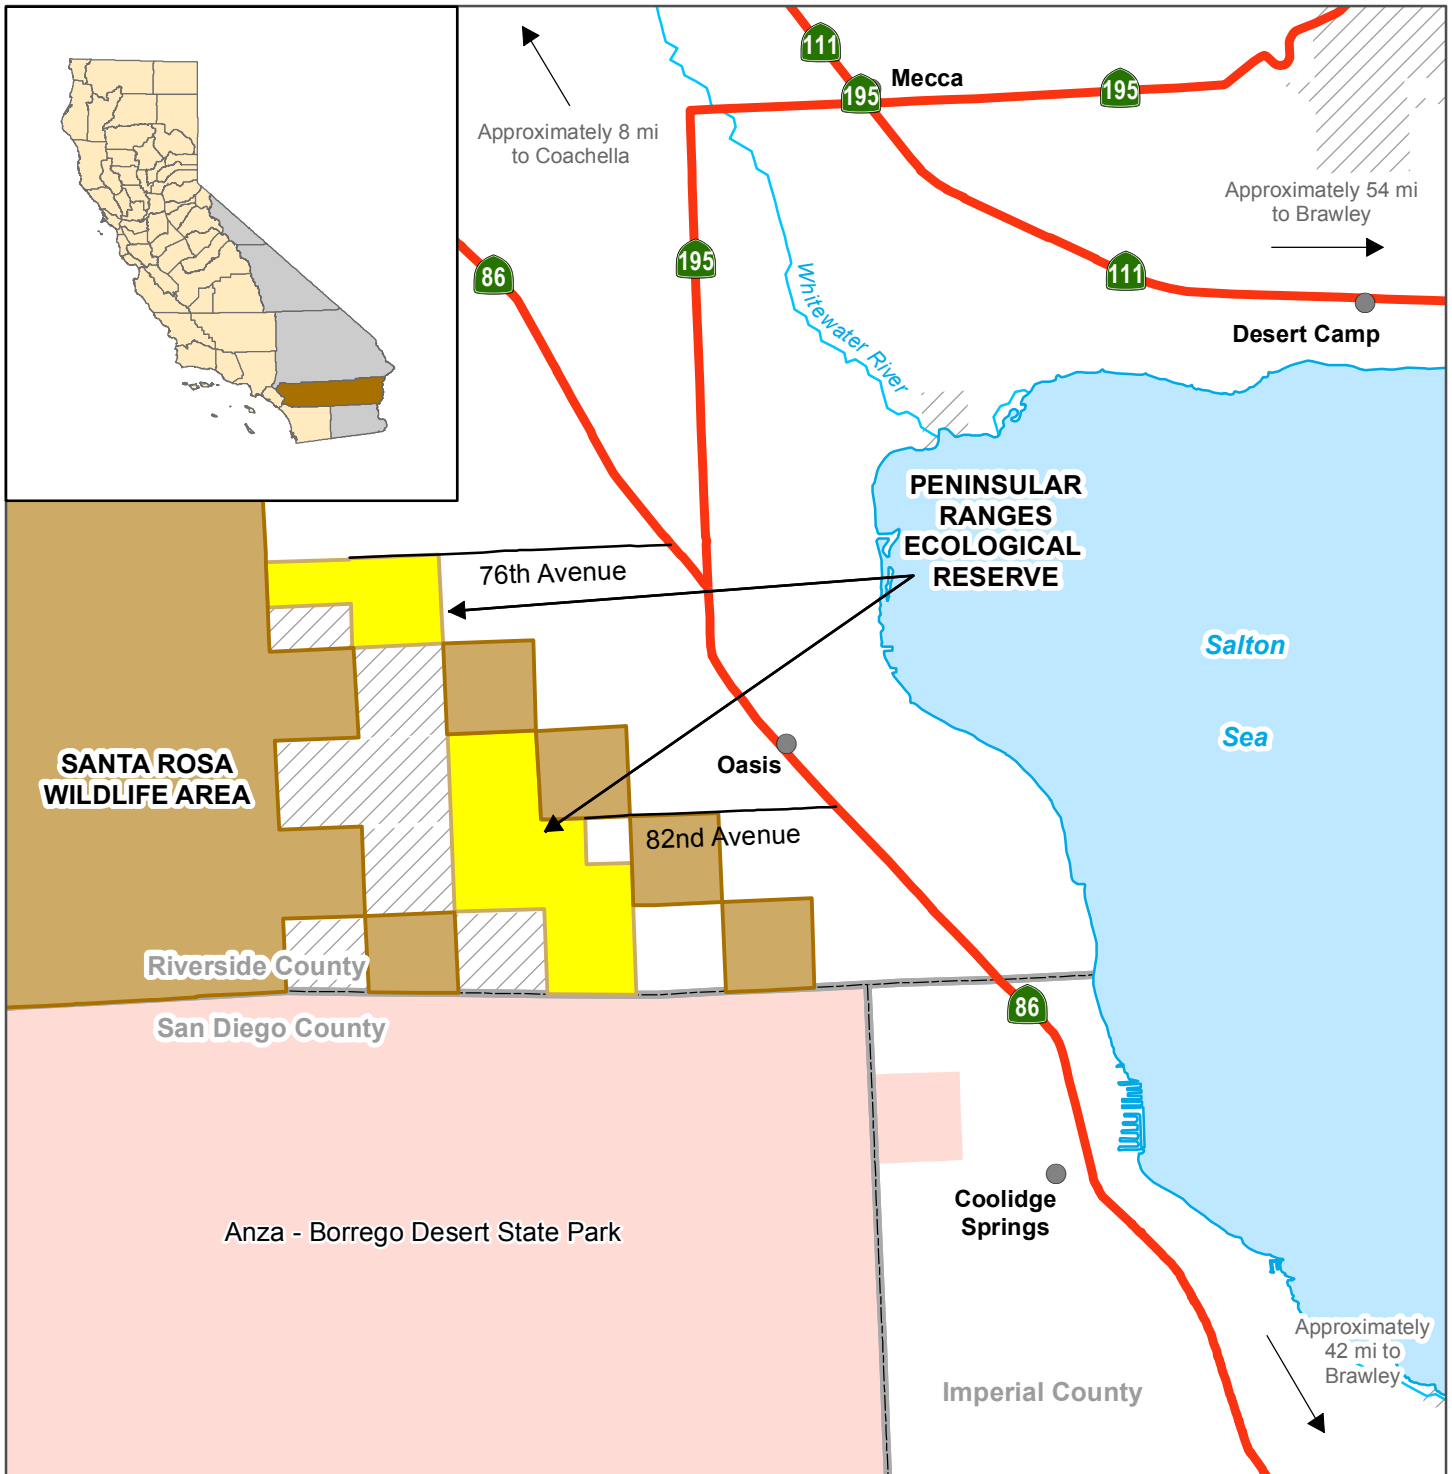 111
Mecca
195
195
Approximately 8 mi
to Coachella
Approximately 54 mi
to Brawley
86
195
Whitewater River
111
Desert Camp
PENINSULAR
RANGES
ECOLOGICAL
RESERVE
76th Avenue
Salton
Sea
SANTA ROSA
WILDLIFE AREA
Oasis
82nd Avenue
Riverside County
San Diego County
86
Coolidge
Springs
Anza - Borrego Desert State Park
Approximately
42 mi to
Brawley
Imperial County